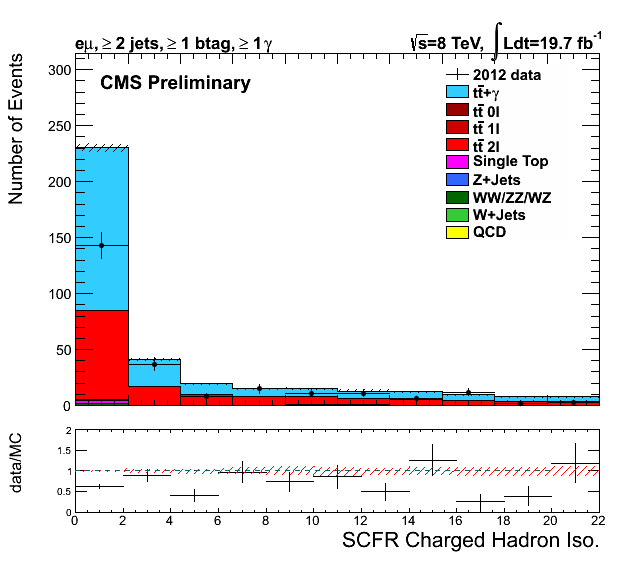 eμ, ≥ 2 jets, ≥ 1 btag, ≥ 1 γ √s=8 TeV, ∫ Ldt=19.7 fb⁻¹
CMS Preliminary
2012 data
tt̄+γ
tt̄ 0l
tt̄ 1l
tt̄ 2l
Single Top
Z+Jets
WW/ZZ/WZ
W+Jets
QCD
Number of Events
300
250
200
150
100
50
0
data/MC
2
1.5
1
0.5
0
0 2 4 6 8 10 12 14 16 18 20 22
SCFR Charged Hadron Iso.